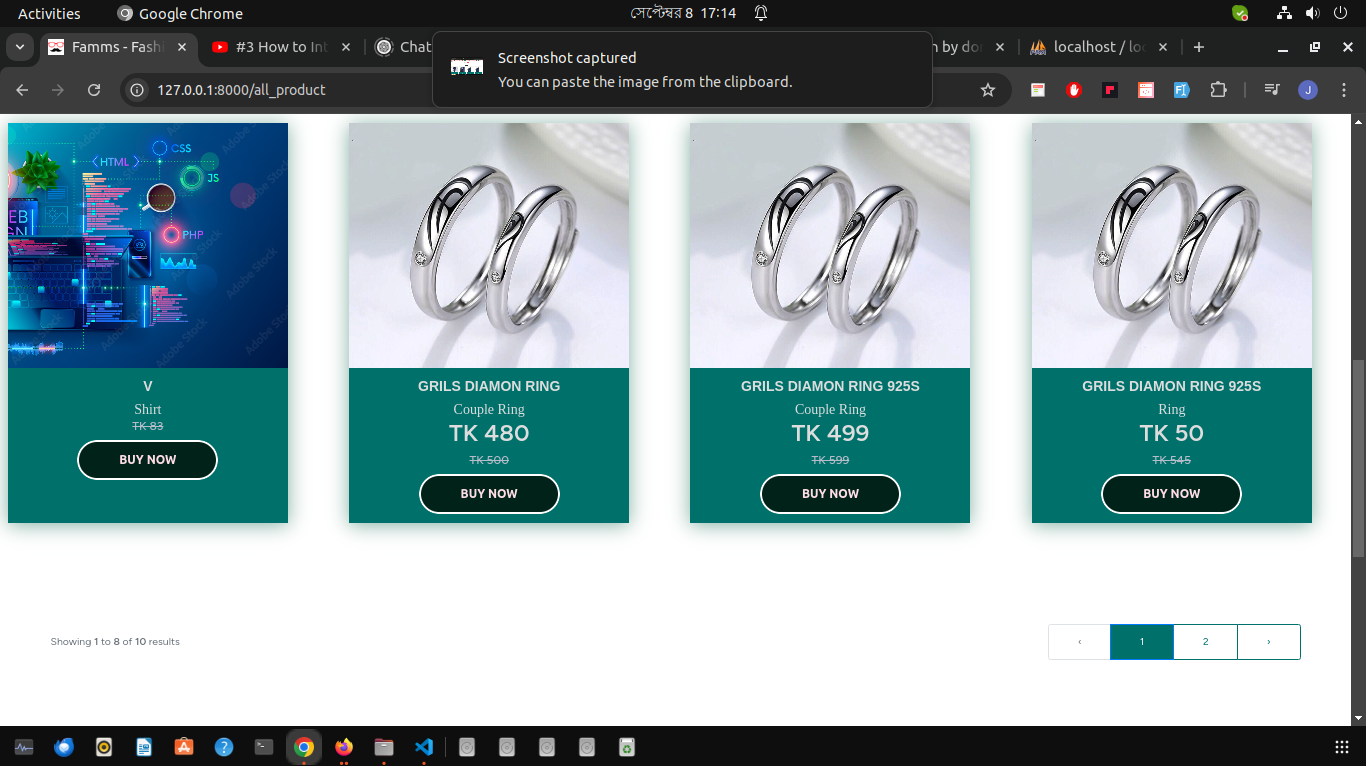 Activities
Google Chrome
সেপ্টেম্বর 8 17:14
Famms - Fashi
#3 How to Int
Chat
n by dor
localhost / loc
Screenshot captured
You can paste the image from the clipboard.
127.0.0.1:8000/all_product
J
Adobe Stock
HTML
CSS
JS
PHP
V
Shirt
TK 83
BUY NOW
GRILS DIAMON RING
Couple Ring
TK 480
TK 500
BUY NOW
GRILS DIAMON RING 925S
Couple Ring
TK 499
TK 599
BUY NOW
GRILS DIAMON RING 925S
Ring
TK 50
TK 545
BUY NOW
Showing 1 to 8 of 10 results
‹ 1 2 ›